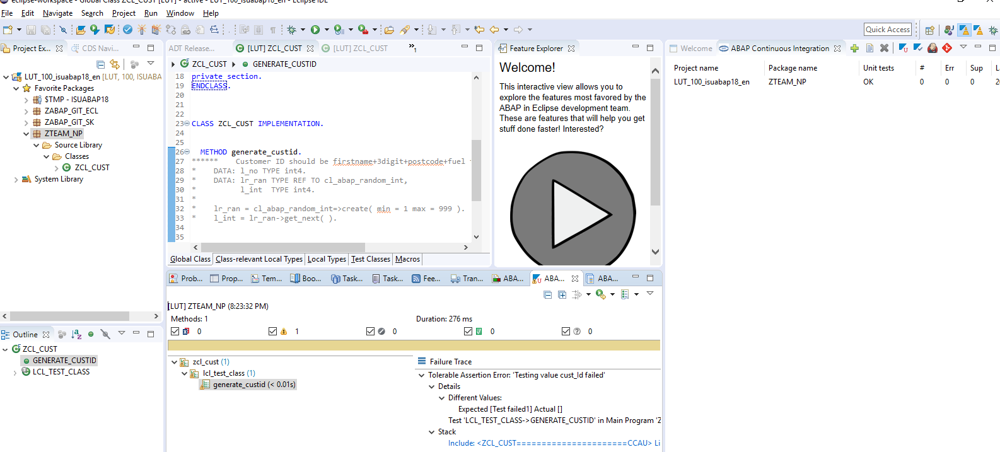 eclipse-workspace - Global Class ZCL_CUST [LUT] - active - LUT_100_isuabap18_en - Eclipse IDE
File Edit Navigate Search Project Run Window Help
Quick Access
Project Ex...
CDS Navi...
LUT_100_isuabap18_en [LUT, 100, ISUABA
Favorite Packages
$TMP - ISUABAP18
ZABAP_GIT_ECL
ZABAP_GIT_SK
ZTEAM_NP
Source Library
Classes
ZCL_CUST
System Library
Outline
ZCL_CUST
GENERATE_CUSTID
LCL_TEST_CLASS
ADT Release...
[LUT] ZCL_CUST
[LUT] ZCL_CUST
»1
ZCL_CUST
GENERATE_CUSTID
18 private section.
19 ENDCLASS.
20
21
22
23 CLASS ZCL_CUST IMPLEMENTATION.
24
25
26 METHOD generate_custid.
27 ****** Customer ID should be firstname+3digit+postcode+fuel
28 * DATA: l_no TYPE int4.
29 * DATA: lr_ran TYPE REF TO cl_abap_random_int,
30 * l_int TYPE int4.
31 *
32 * lr_ran = cl_abap_random_int=>create( min = 1 max = 999 ).
33 * l_int = lr_ran->get_next( ).
34
35
Global Class
Class-relevant Local Types
Local Types
Test Classes
Macros
Feature Explorer
Welcome!
This interactive view allows you to
explore the features most favored by the
ABAP in Eclipse development team.
These are features that will help you get
stuff done faster! Interested?
Welcome
ABAP Continuous Integration
Project name Package name Unit tests # Err Sup L
LUT_100_isuabap18_en ZTEAM_NP OK 0 0 0 2
Prob...
Prop...
Tem...
Boo...
Task...
Task...
Fee...
Tran...
ABA...
ABA...
ABA...
[LUT] ZTEAM_NP (8:23:32 PM)
Methods: 1
Duration: 276 ms
0 1 0 0 0
zcl_cust (1)
lcl_test_class (1)
generate_custid (< 0.01s)
Failure Trace
Tolerable Assertion Error: 'Testing value cust_Id failed'
Details
Different Values:
Expected [Test failed1] Actual []
Test 'LCL_TEST_CLASS->GENERATE_CUSTID' in Main Program 'Z
Stack
Include: <ZCL_CUST======================CCAU> Li